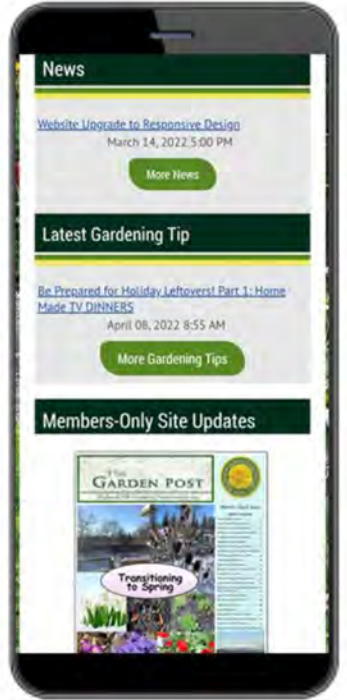 News
Website Upgrade to Responsive Design
March 14, 2022 5:00 PM
More News
Latest Gardening Tip
Be Prepared for Holiday Leftovers! Part 1: Home
Made TV DINNERS
April 08, 2022 8:55 AM
More Gardening Tips
Members-Only Site Updates
THE
GARDEN POST
Transitioning
to Spring